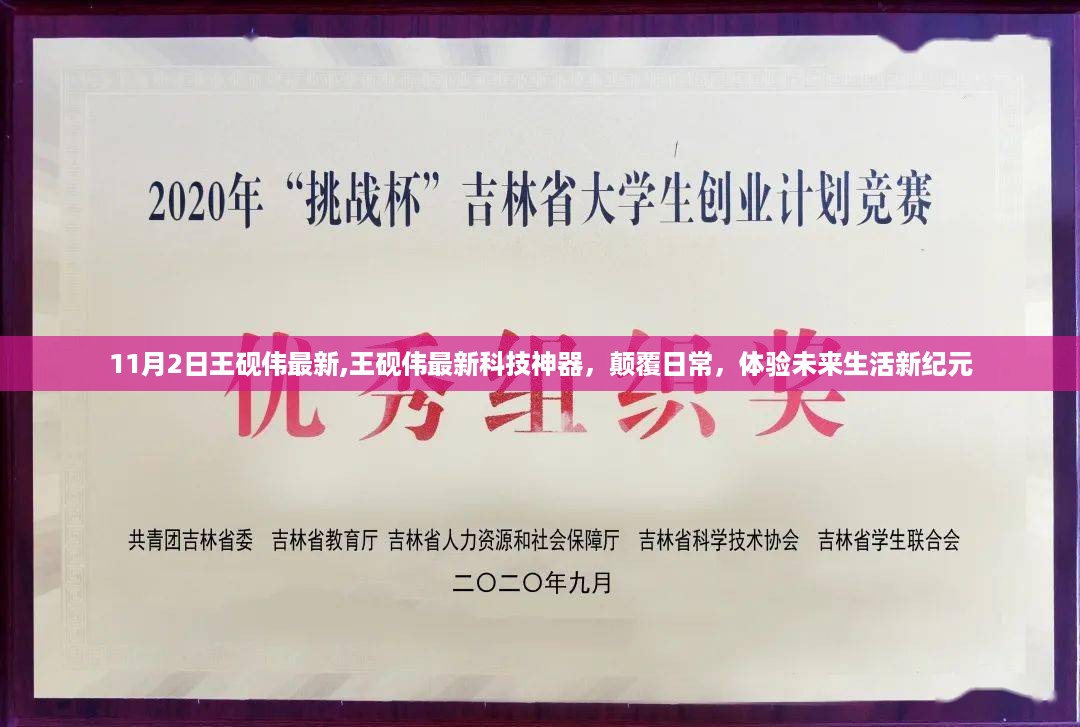 2020年“挑战杯”吉林省大学生创业计划竞赛
11月2日王砚伟最新,王砚伟最新科技神器，颠覆日常，体验未来生活新纪元
优秀组织奖
共青团吉林省委 吉林省教育厅 吉林省人力资源和社会保障厅 吉林省科学技术协会 吉林省学生联合会
二〇二〇年九月